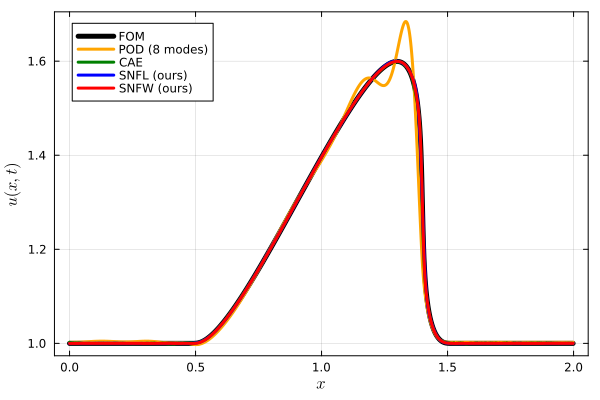 FOM
POD (8 modes)
CAE
SNFL (ours)
SNFW (ours)
1.6
1.4
1.2
1.0
u(x, t)
0.0 0.5 1.0 1.5 2.0
x